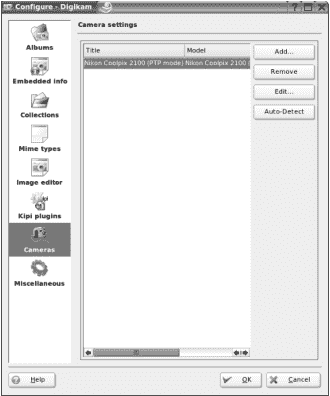 Configure - Digikam
Albums
Embedded info
Collections
Mime types
Image editor
Kipi plugins
Cameras
Miscellaneous
Camera settings
Title Model
Nikon Coolpix 2100 (PTP mode) Nikon Coolpix 2100 (
Add...
Remove
Edit...
Auto-Detect
Help
OK
Cancel